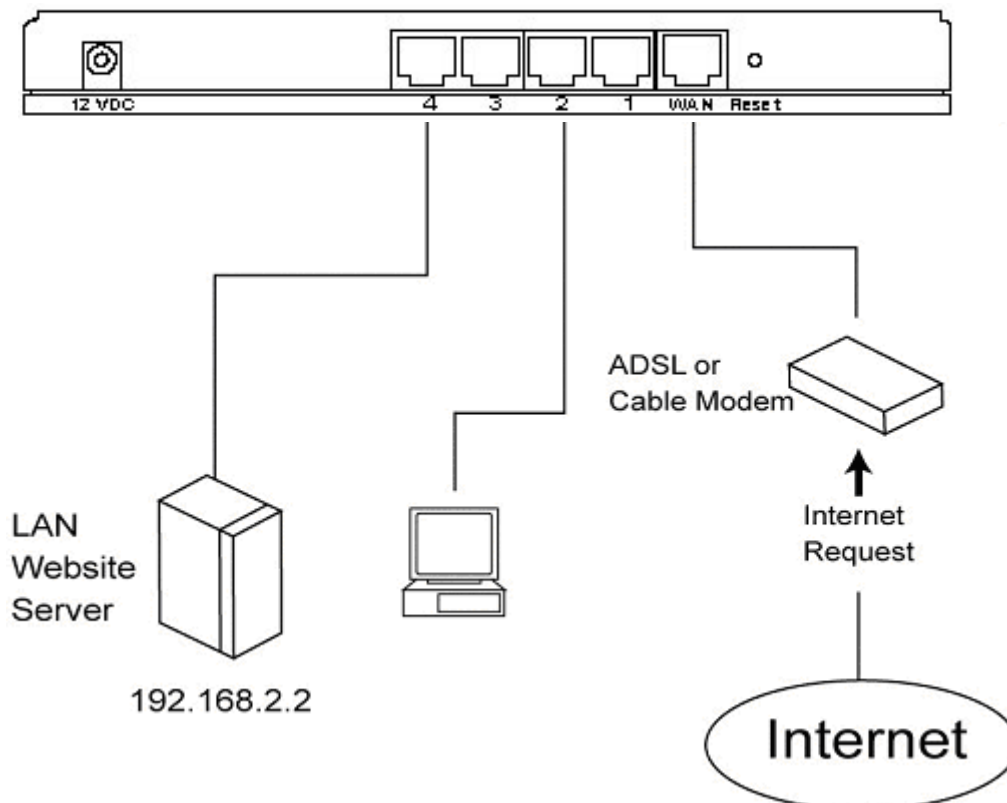 12 VDC 4 3 2 1 WAN Reset
ADSL or
Cable Modem
Internet
Request
LAN
Website
Server
192.168.2.2
Internet